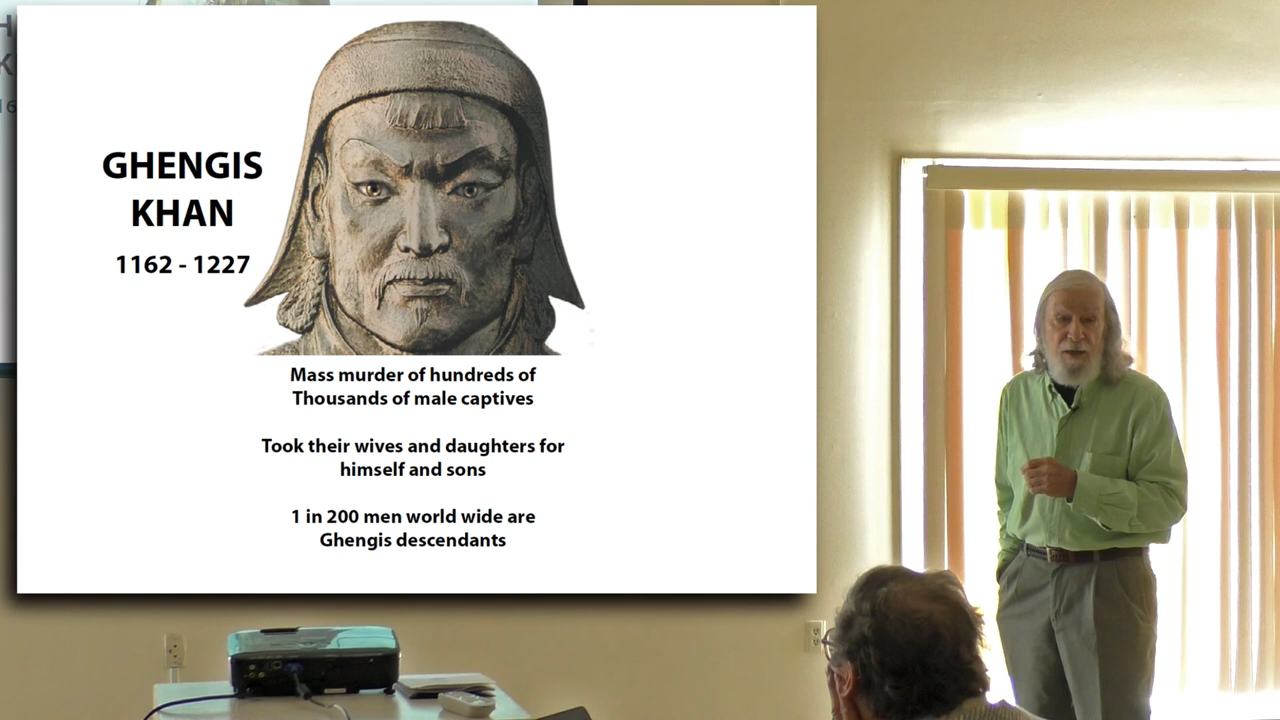 GHENGIS
KHAN
1162 - 1227
Mass murder of hundreds of
Thousands of male captives
Took their wives and daughters for
himself and sons
1 in 200 men world wide are
Ghengis descendants